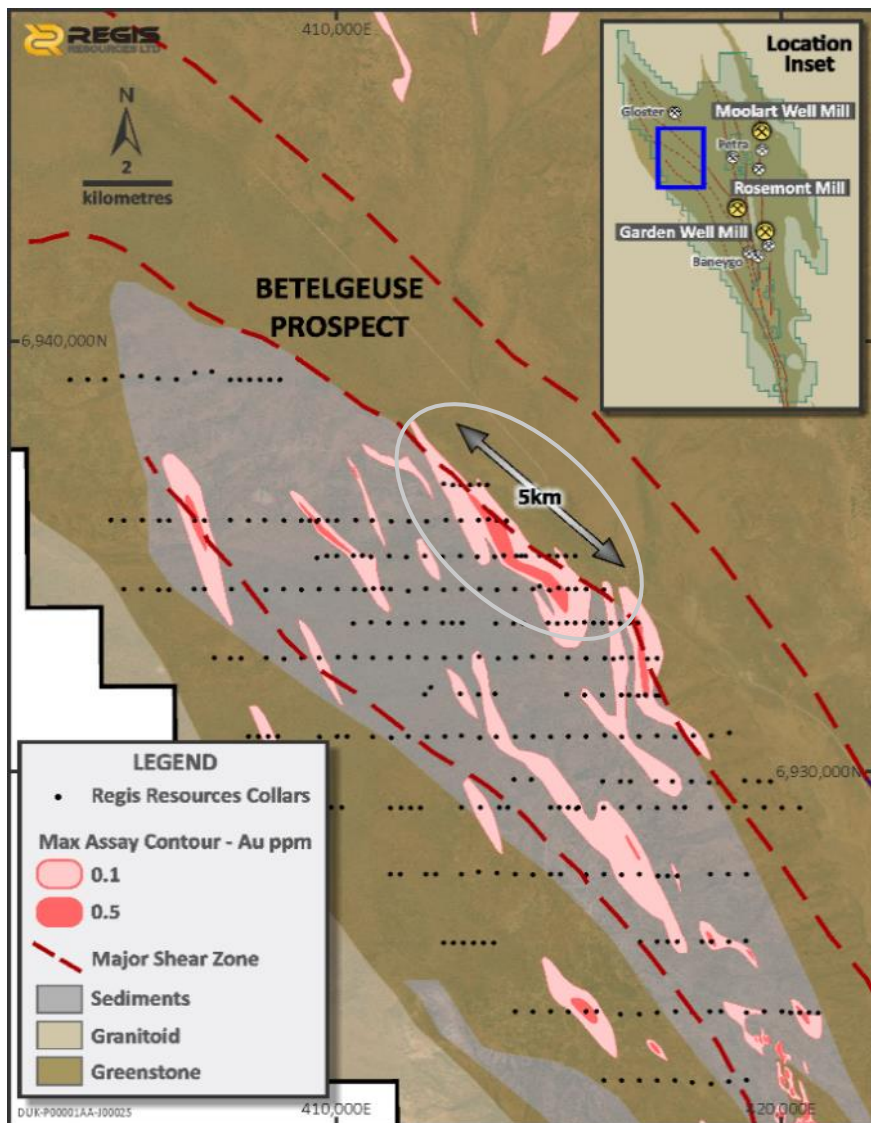 REGIS
RESOURCES LTD
410,000E
N
2
kilometres
Location
Inset
Gloster
Moolart Well Mill
Petra
Rosemont Mill
Garden Well Mill
Baneygo
BETELGEUSE
PROSPECT
6,940,000N
5km
6,930,000N
LEGEND
Regis Resources Collars
Max Assay Contour - Au ppm
0.1
0.5
Major Shear Zone
Sediments
Granitoid
Greenstone
DUK-P00001AA-J00025
410,000E
420,000E